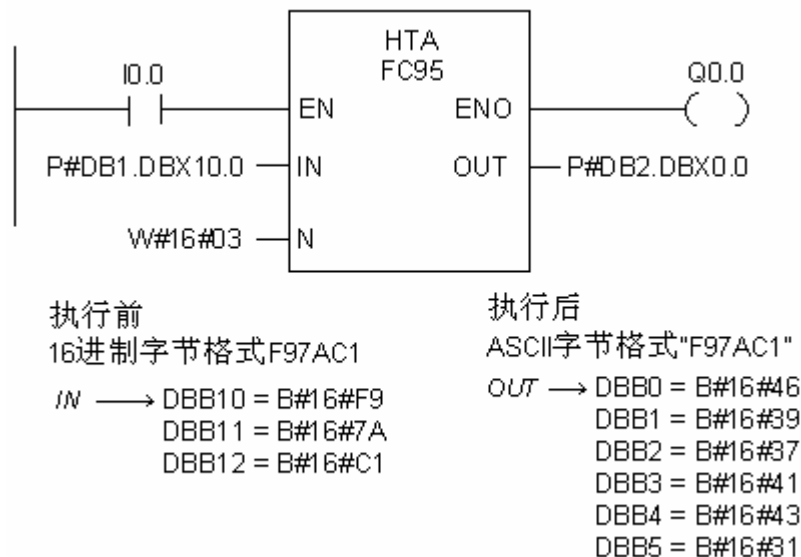 HTA
FC95
I0.0
Q0.0
EN
ENO
P#DB1.DBX10.0
IN
OUT
P#DB2.DBX0.0
W#16#03
N
执行前
16进制字节格式F97AC1
IN → DBB10 = B#16#F9
DBB11 = B#16#7A
DBB12 = B#16#C1
执行后
ASCII字节格式"F97AC1"
OUT → DBB0 = B#16#46
DBB1 = B#16#39
DBB2 = B#16#37
DBB3 = B#16#41
DBB4 = B#16#43
DBB5 = B#16#31